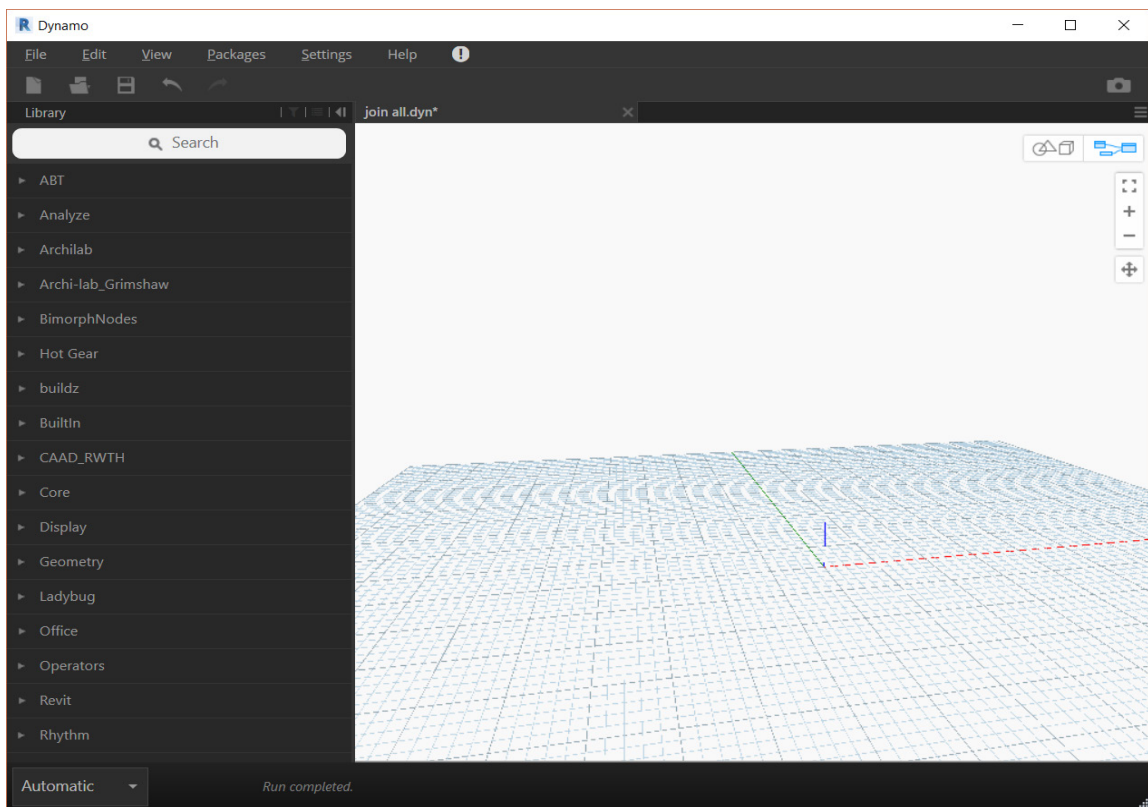 R Dynamo
File Edit View Packages Settings Help !
Library
join all.dyn*
Search
ABT
Analyze
Archilab
Archi-lab_Grimshaw
BimorphNodes
Hot Gear
buildz
BuiltIn
CAAD_RWTH
Core
Display
Geometry
Ladybug
Office
Operators
Revit
Rhythm
Automatic
Run completed.